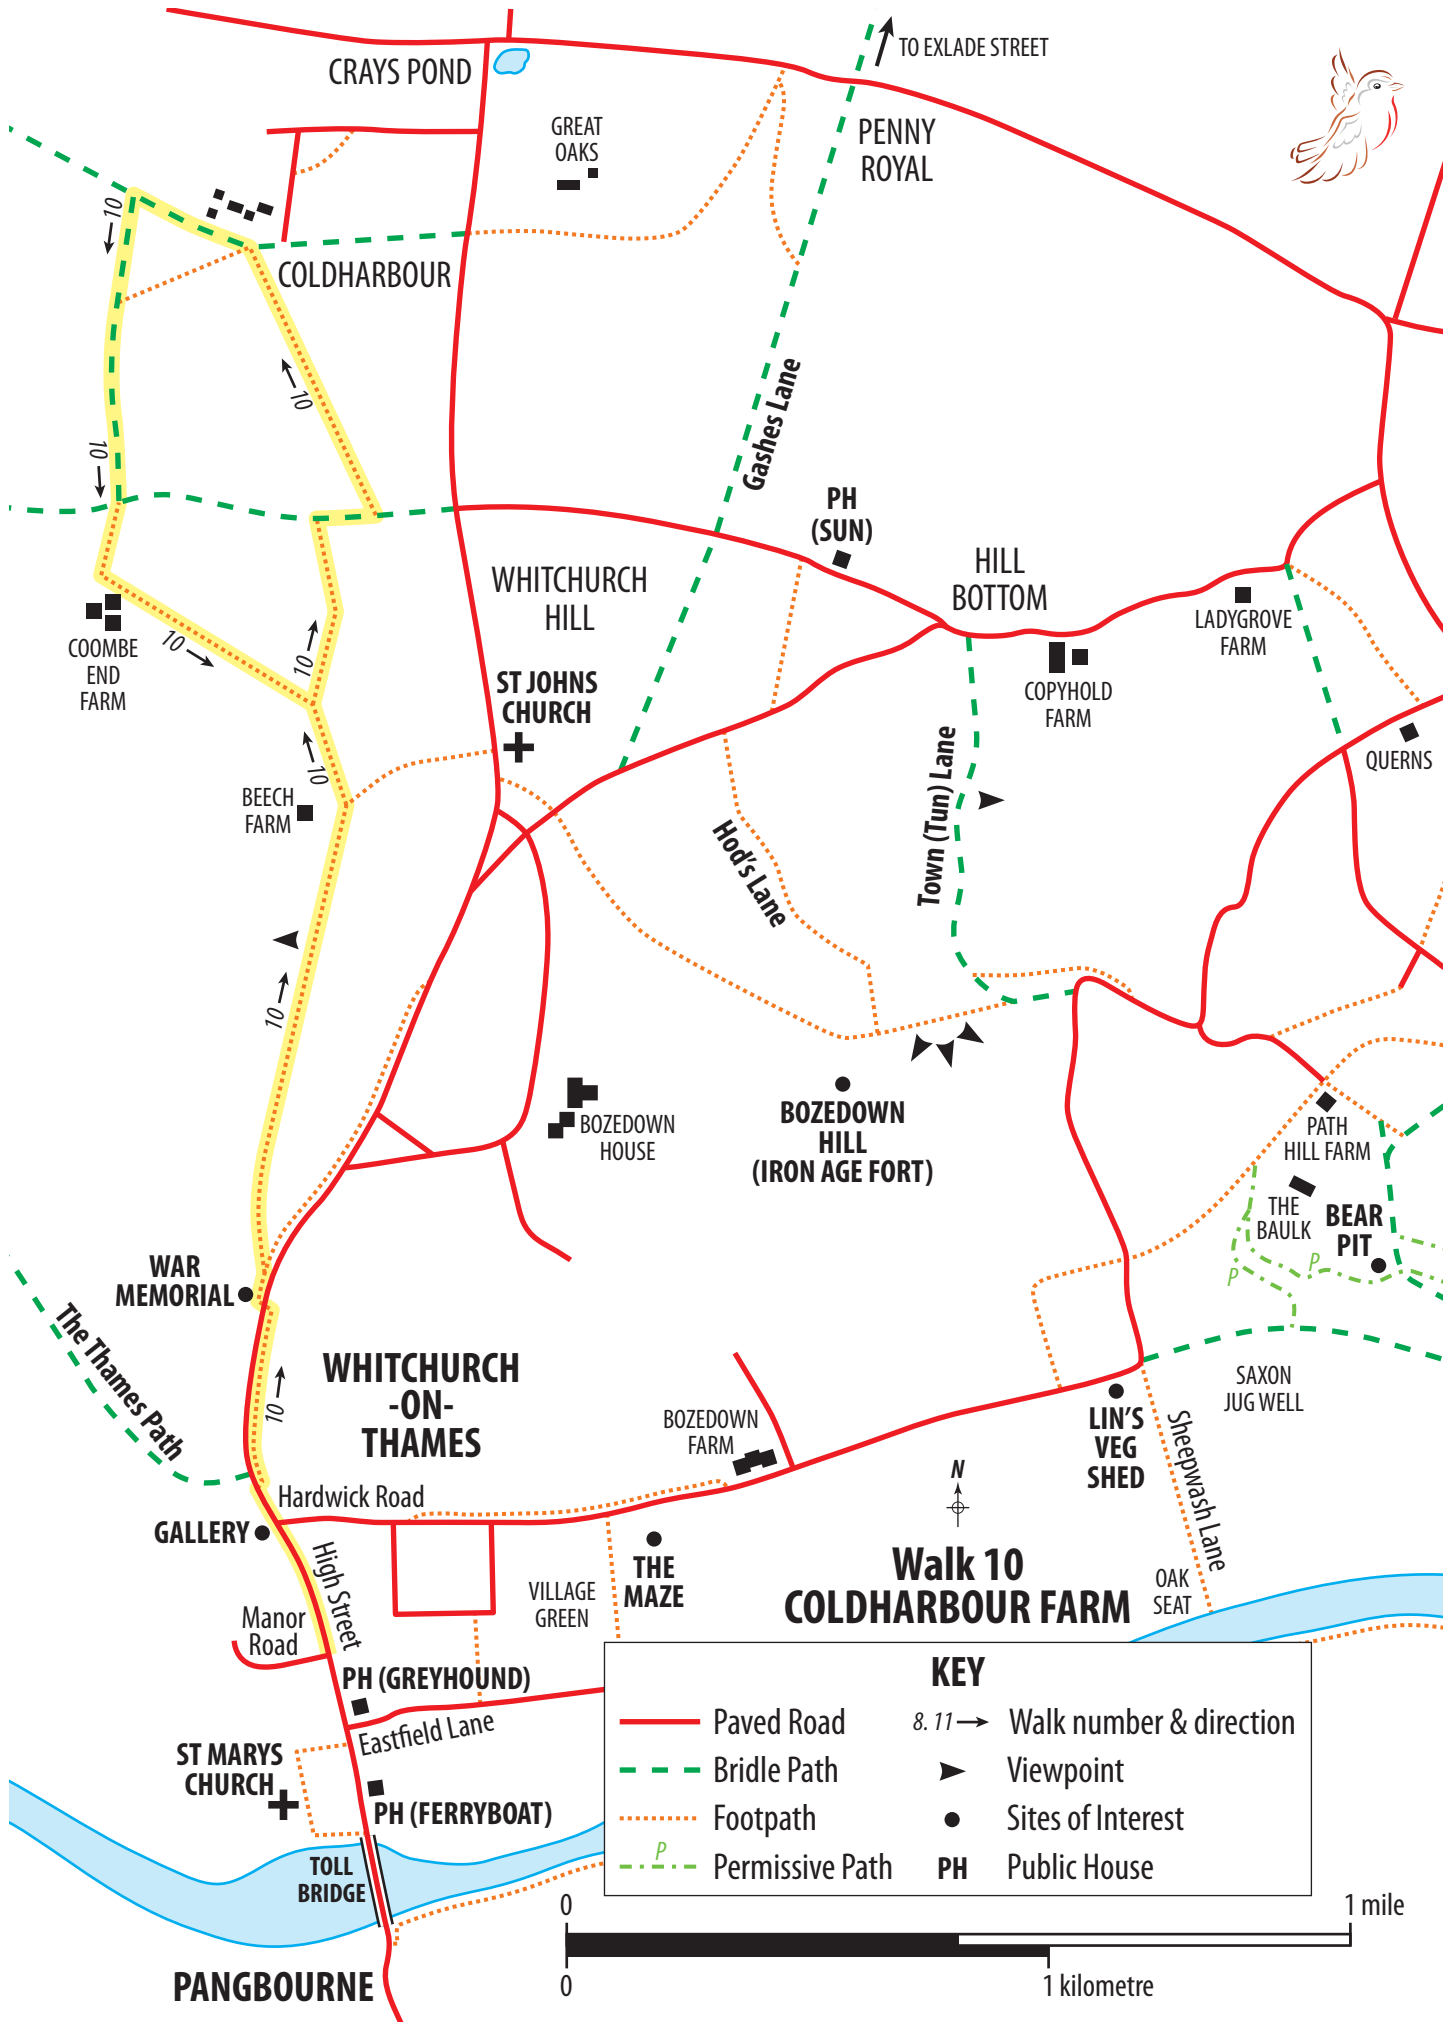 TO EXLADE STREET
CRAYS POND
GREAT
OAKS
PENNY
ROYAL
10
COLDHARBOUR
10
Gashes Lane
10
PH
(SUN)
WHITCHURCH
HILL
HILL
BOTTOM
LADYGROVE
FARM
COOMBE
END
FARM
10
10
ST JOHNS
CHURCH
COPYHOLD
FARM
QUERNS
10
BEECH
FARM
Town (Tun) Lane
Hod's Lane
10
BOZEDOWN
HOUSE
BOZEDOWN
HILL
(IRON AGE FORT)
PATH
HILL FARM
THE
BAULK
BEAR
PIT
P
P
WAR
MEMORIAL
The Thames Path
WHITCHURCH
-ON-
THAMES
10
SAXON
JUG WELL
BOZEDOWN
FARM
LIN'S
VEG
SHED
Sheepwash Lane
N
Hardwick Road
GALLERY
High Street
THE
MAZE
VILLAGE
GREEN
Walk 10
COLDHARBOUR FARM
OAK
SEAT
Manor
Road
PH (GREYHOUND)
Eastfield Lane
ST MARYS
CHURCH
PH (FERRYBOAT)
TOLL
BRIDGE
PANGBOURNE
KEY
Paved Road
8. 11 Walk number & direction
Bridle Path
Viewpoint
Footpath
Sites of Interest
P
Permissive Path
PH Public House
0
1 mile
0
1 kilometre